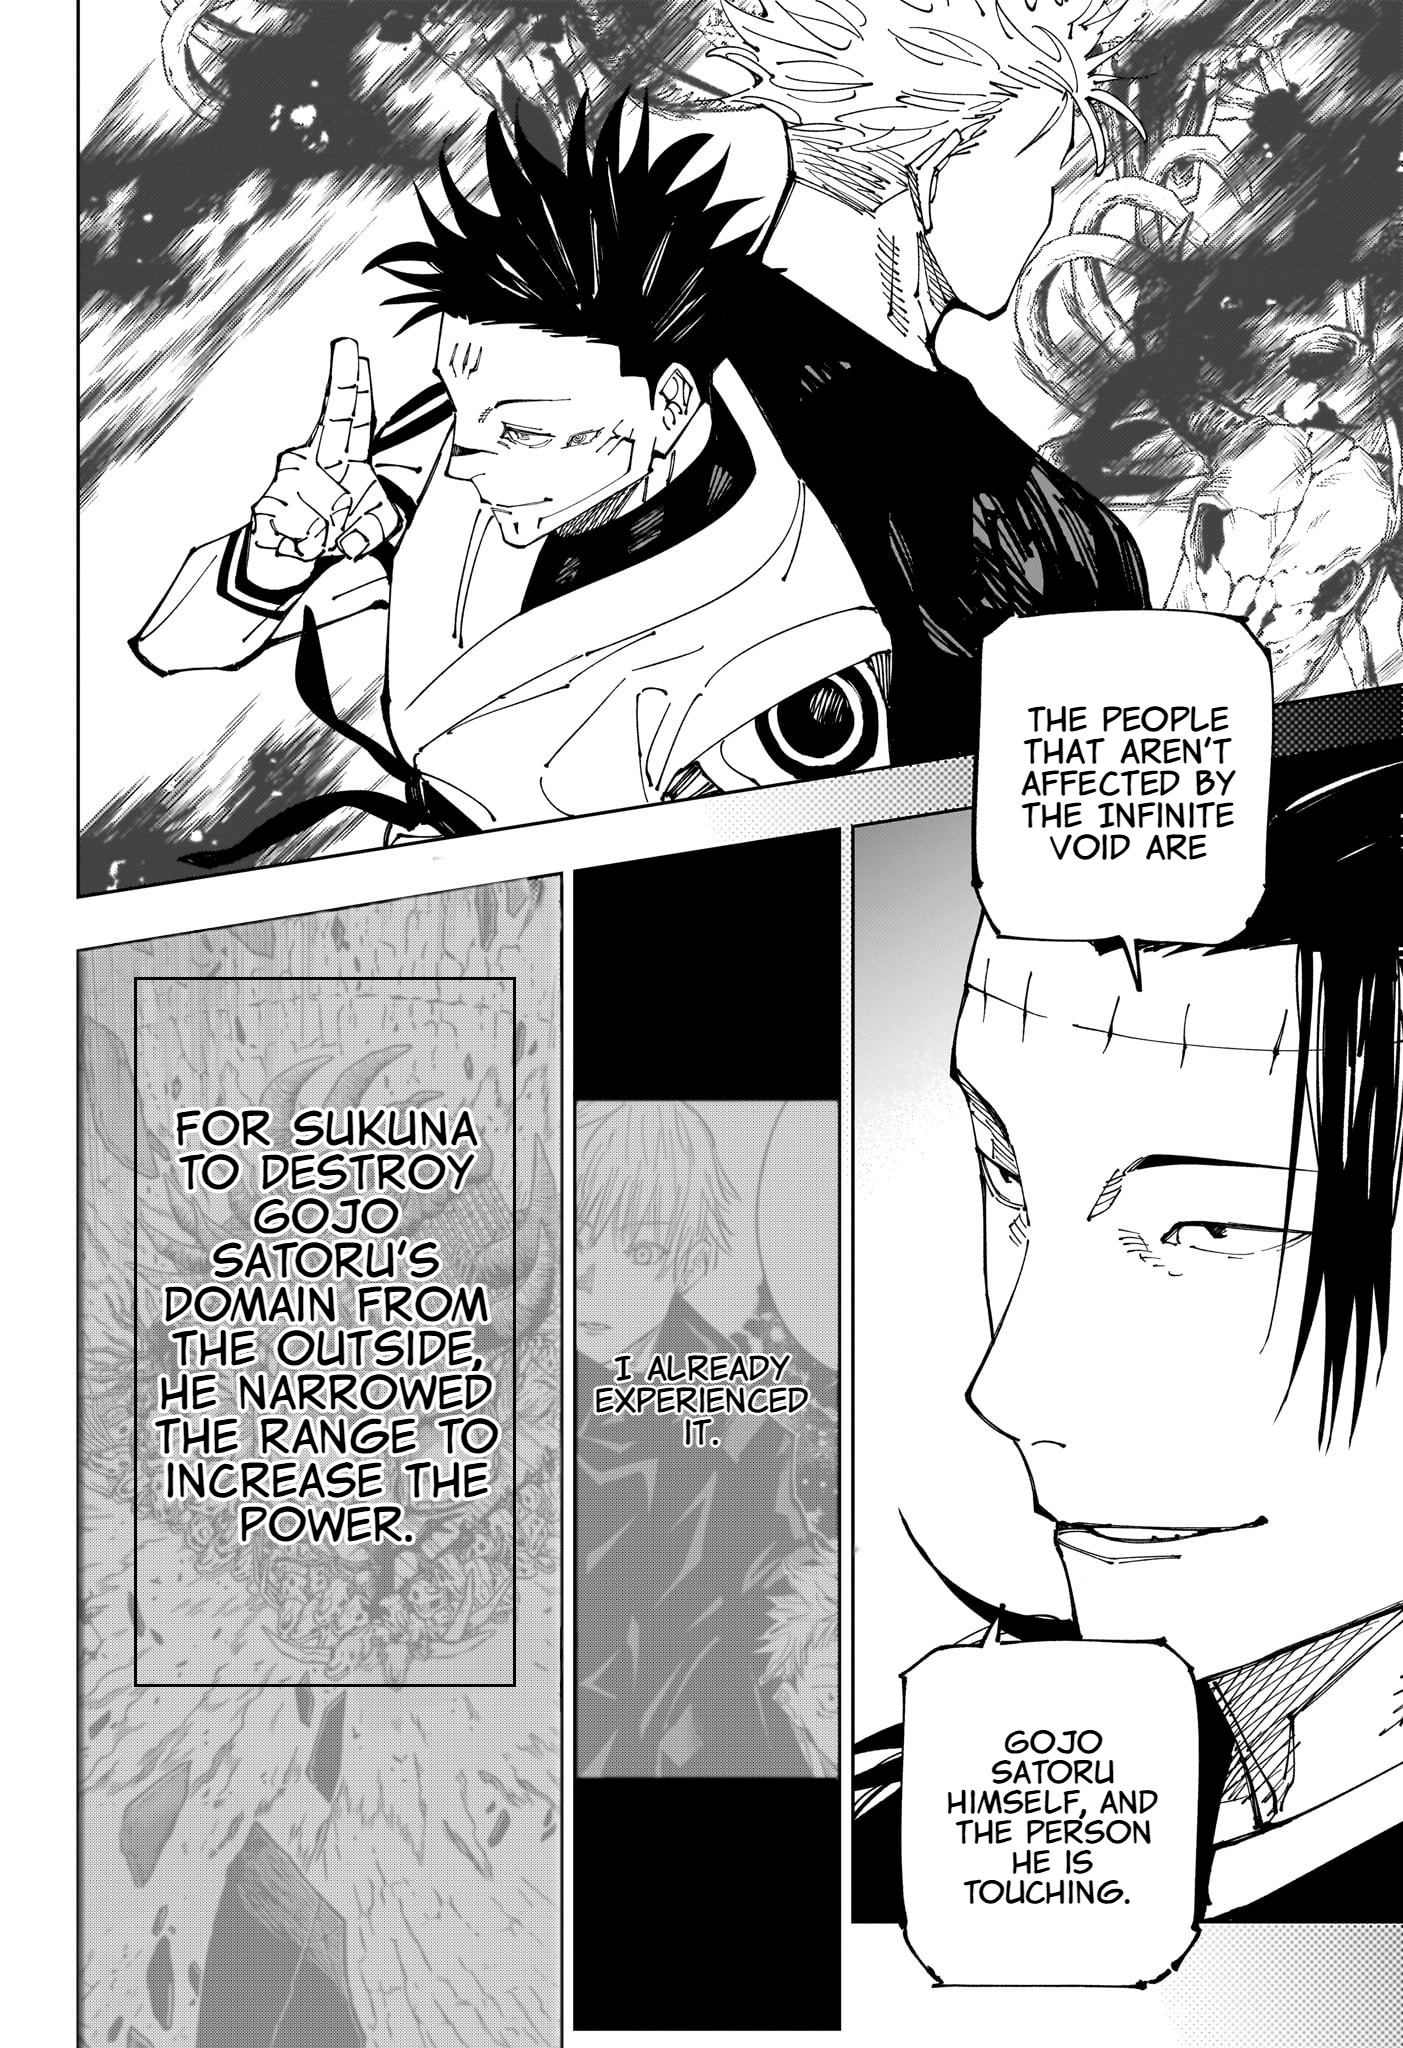 THE PEOPLE
THAT AREN'T
AFFECTED BY
THE INFINITE
VOID ARE
GOJO
SATORU
HIMSELF, AND
THE PERSON
HE IS
TOUCHING.
I ALREADY
EXPERIENCED
IT.
FOR SUKUNA
TO DESTROY
GOJO
SATORU'S
DOMAIN FROM
THE OUTSIDE,
HE NARROWED
THE RANGE TO
INCREASE THE
POWER.